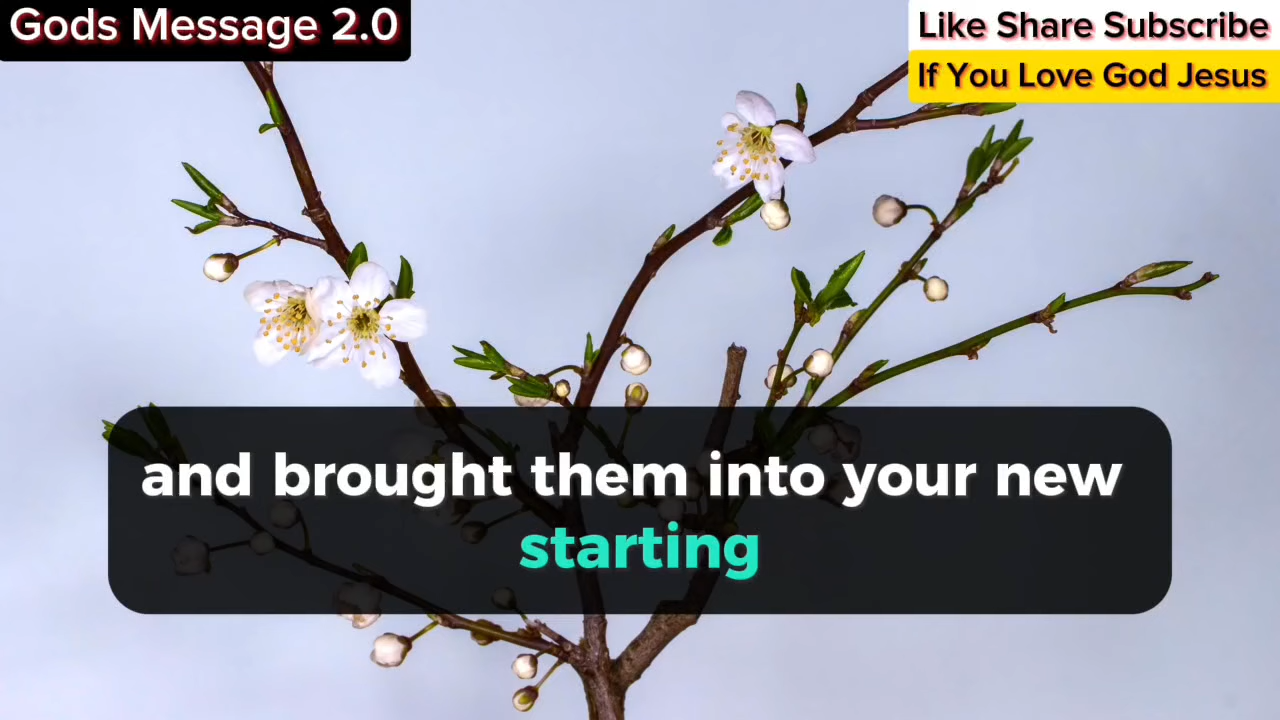 Gods Message 2.0
Like Share Subscribe
If You Love God Jesus
and brought them into your new
starting